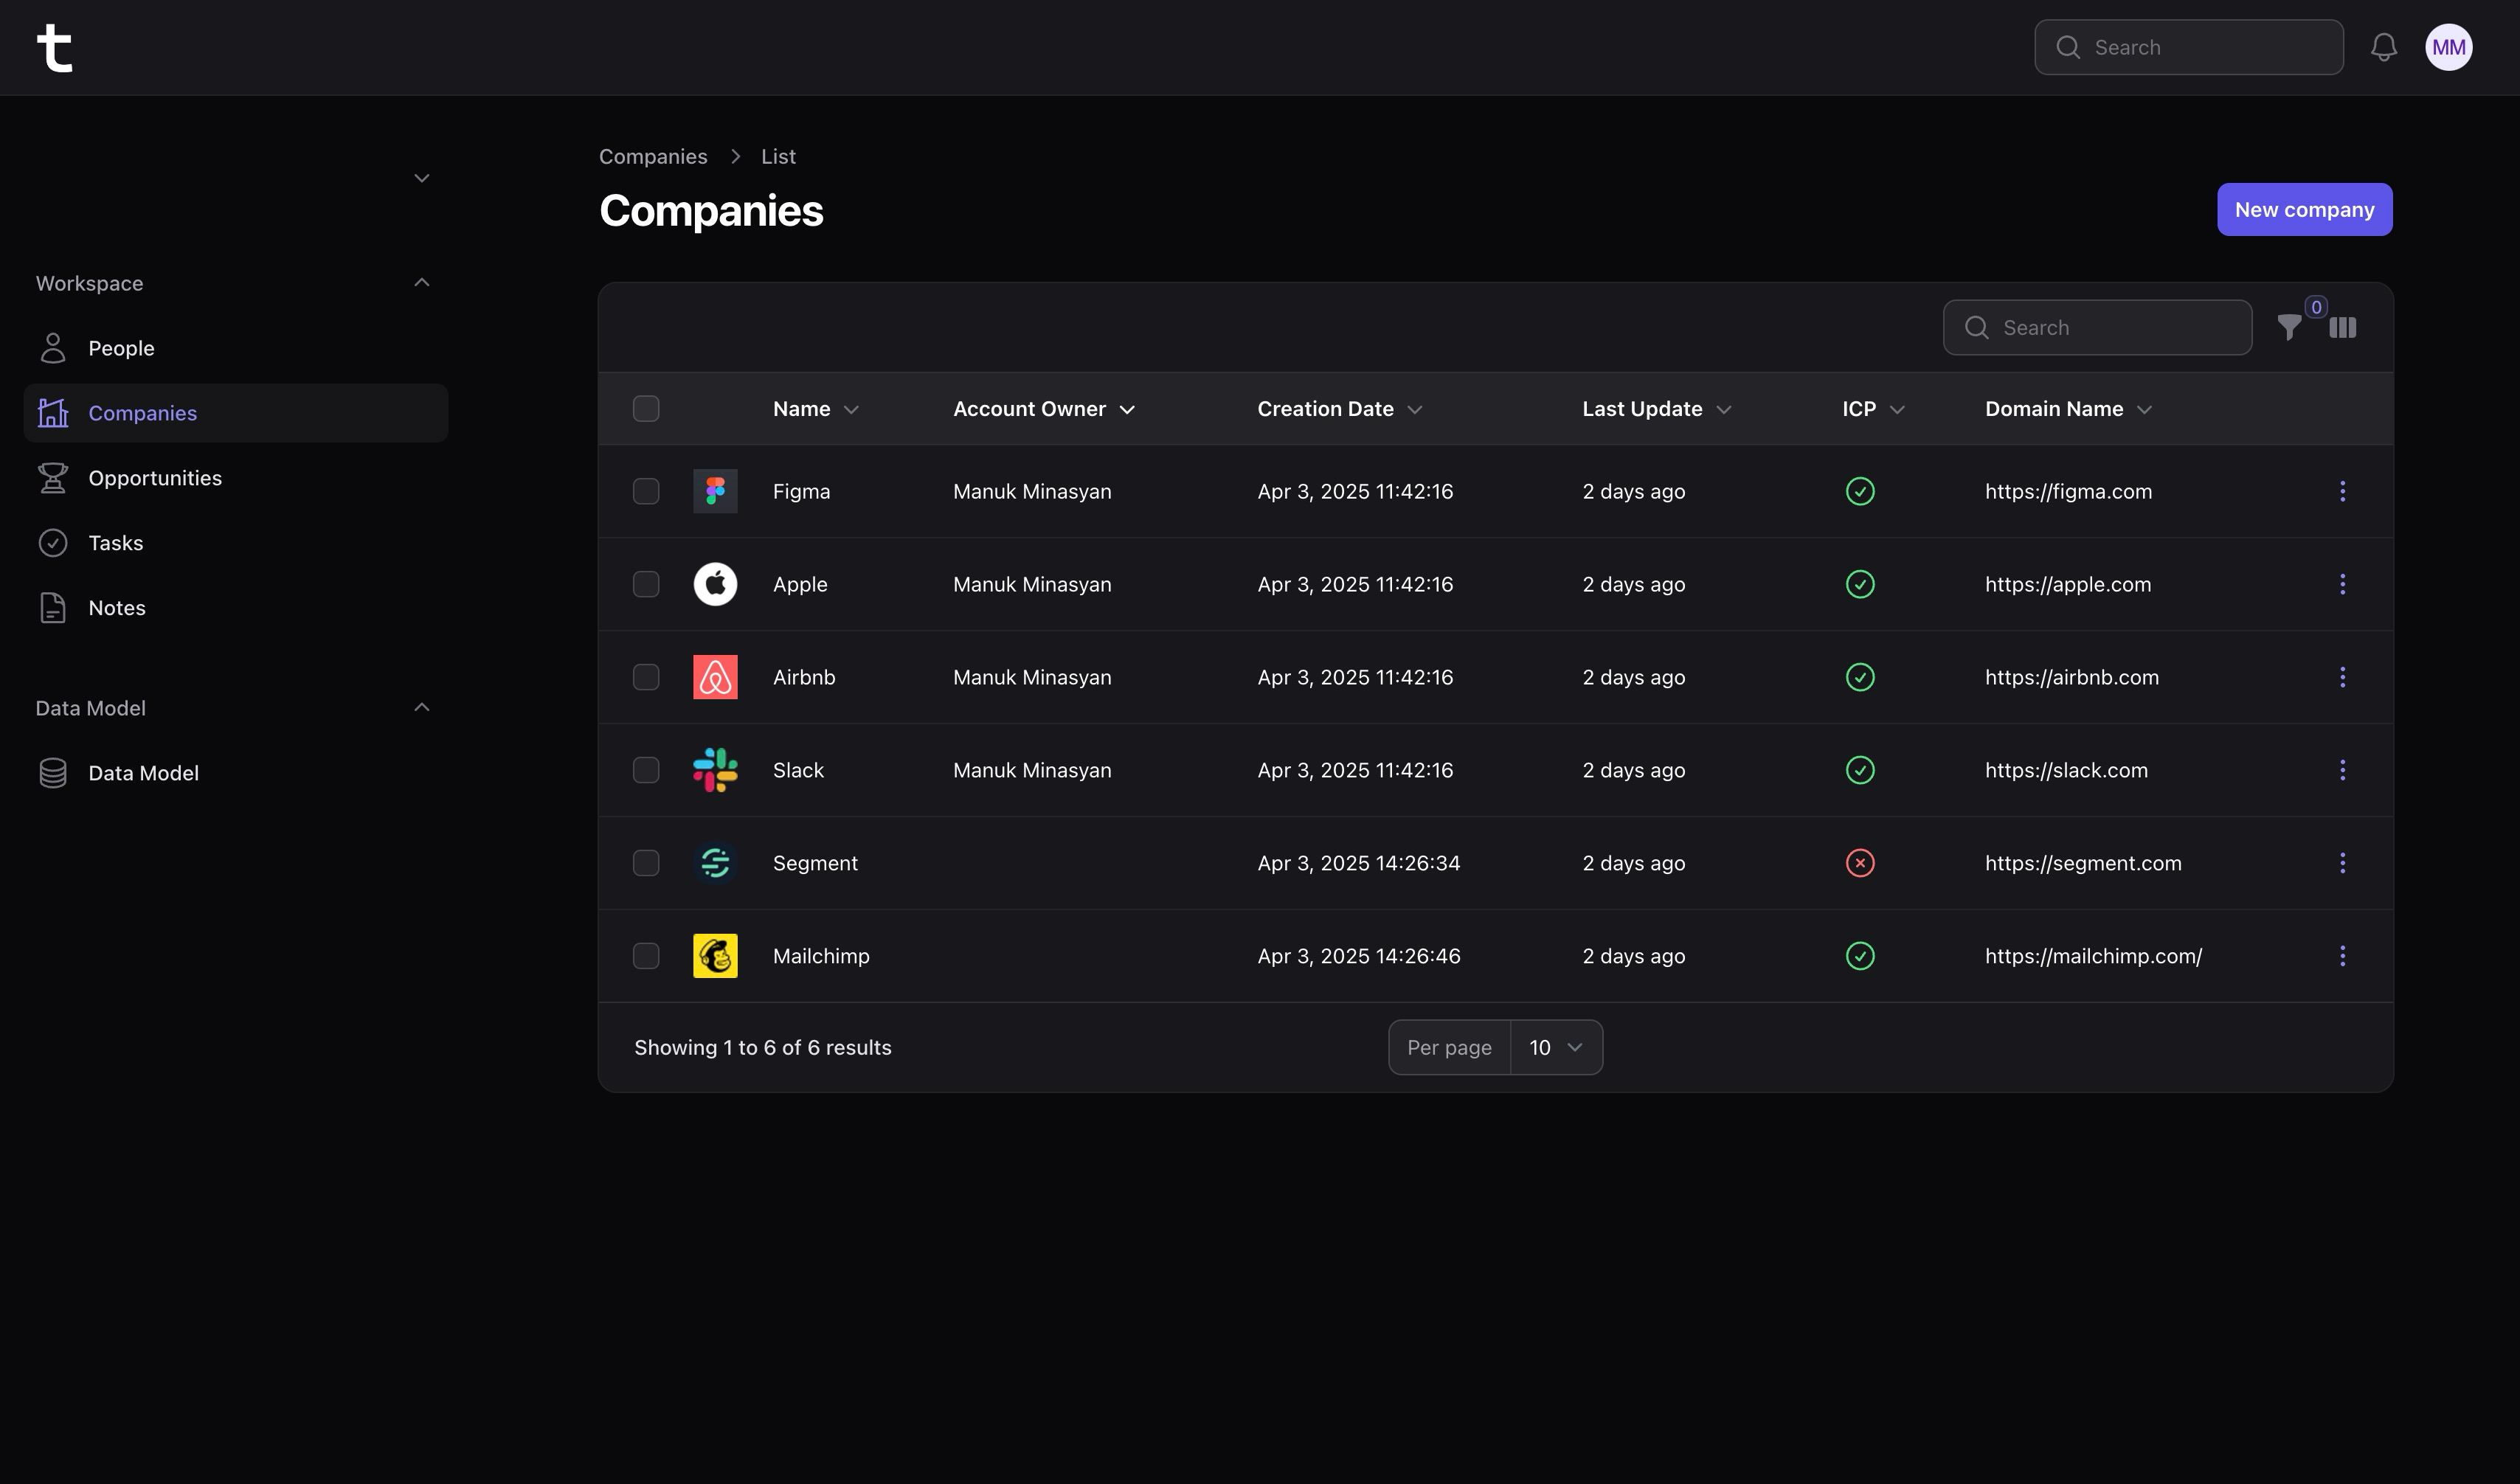 t
Search
MM
Workspace
People
Companies
Opportunities
Tasks
Notes
Data Model
Data Model
Companies List
Companies
New company
Search
0
Name Account Owner Creation Date Last Update ICP Domain Name
Figma Manuk Minasyan Apr 3, 2025 11:42:16 2 days ago https://figma.com
Apple Manuk Minasyan Apr 3, 2025 11:42:16 2 days ago https://apple.com
Airbnb Manuk Minasyan Apr 3, 2025 11:42:16 2 days ago https://airbnb.com
Slack Manuk Minasyan Apr 3, 2025 11:42:16 2 days ago https://slack.com
Segment Apr 3, 2025 14:26:34 2 days ago https://segment.com
Mailchimp Apr 3, 2025 14:26:46 2 days ago https://mailchimp.com/
Showing 1 to 6 of 6 results Per page 10